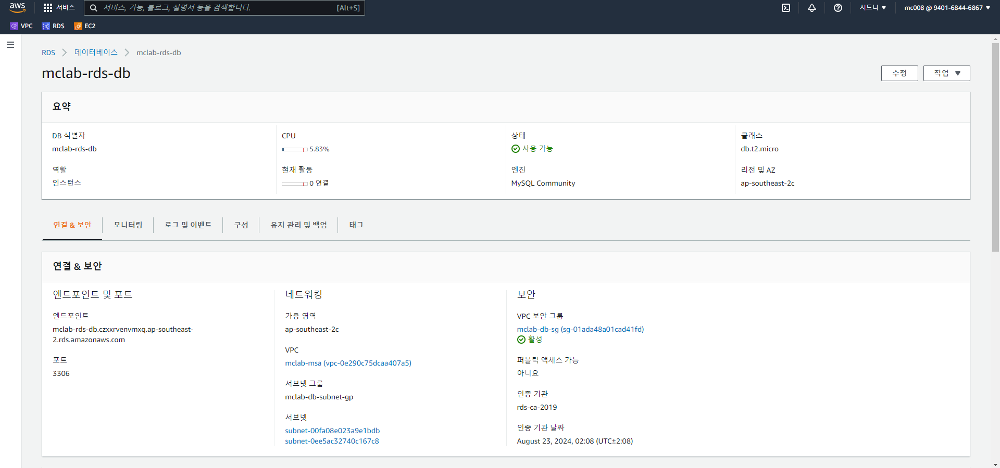 aws
서비스
서비스, 기능, 블로그, 설명서 등을 검색합니다.
[Alt+S]
시드니 ▼
mc008 @ 9401-6844-6867 ▼
VPC
RDS
EC2
RDS
데이터베이스
mclab-rds-db
mclab-rds-db
수정
작업 ▼
요약
DB 식별자
mclab-rds-db
CPU
5.83%
상태
사용 가능
클래스
db.t2.micro
역할
인스턴스
현재 활동
0 연결
엔진
MySQL Community
리전 및 AZ
ap-southeast-2c
연결 & 보안
모니터링
로그 및 이벤트
구성
유지 관리 및 백업
태그
연결 & 보안
엔드포인트 및 포트
엔드포인트
mclab-rds-db.czxxrvenvmxq.ap-southeast-
2.rds.amazonaws.com
포트
3306
네트워킹
가용 영역
ap-southeast-2c
VPC
mclab-msa (vpc-0e290c75dcaa407a5)
서브넷 그룹
mclab-db-subnet-gp
서브넷
subnet-00fa08e023a9e1bdb
subnet-0ee5ac32740c167c8
보안
VPC 보안 그룹
mclab-db-sg (sg-01ada48a01cad41fd)
활성
퍼블릭 액세스 가능
아니요
인증 기관
rds-ca-2019
인증 기관 날짜
August 23, 2024, 02:08 (UTC±2:08)